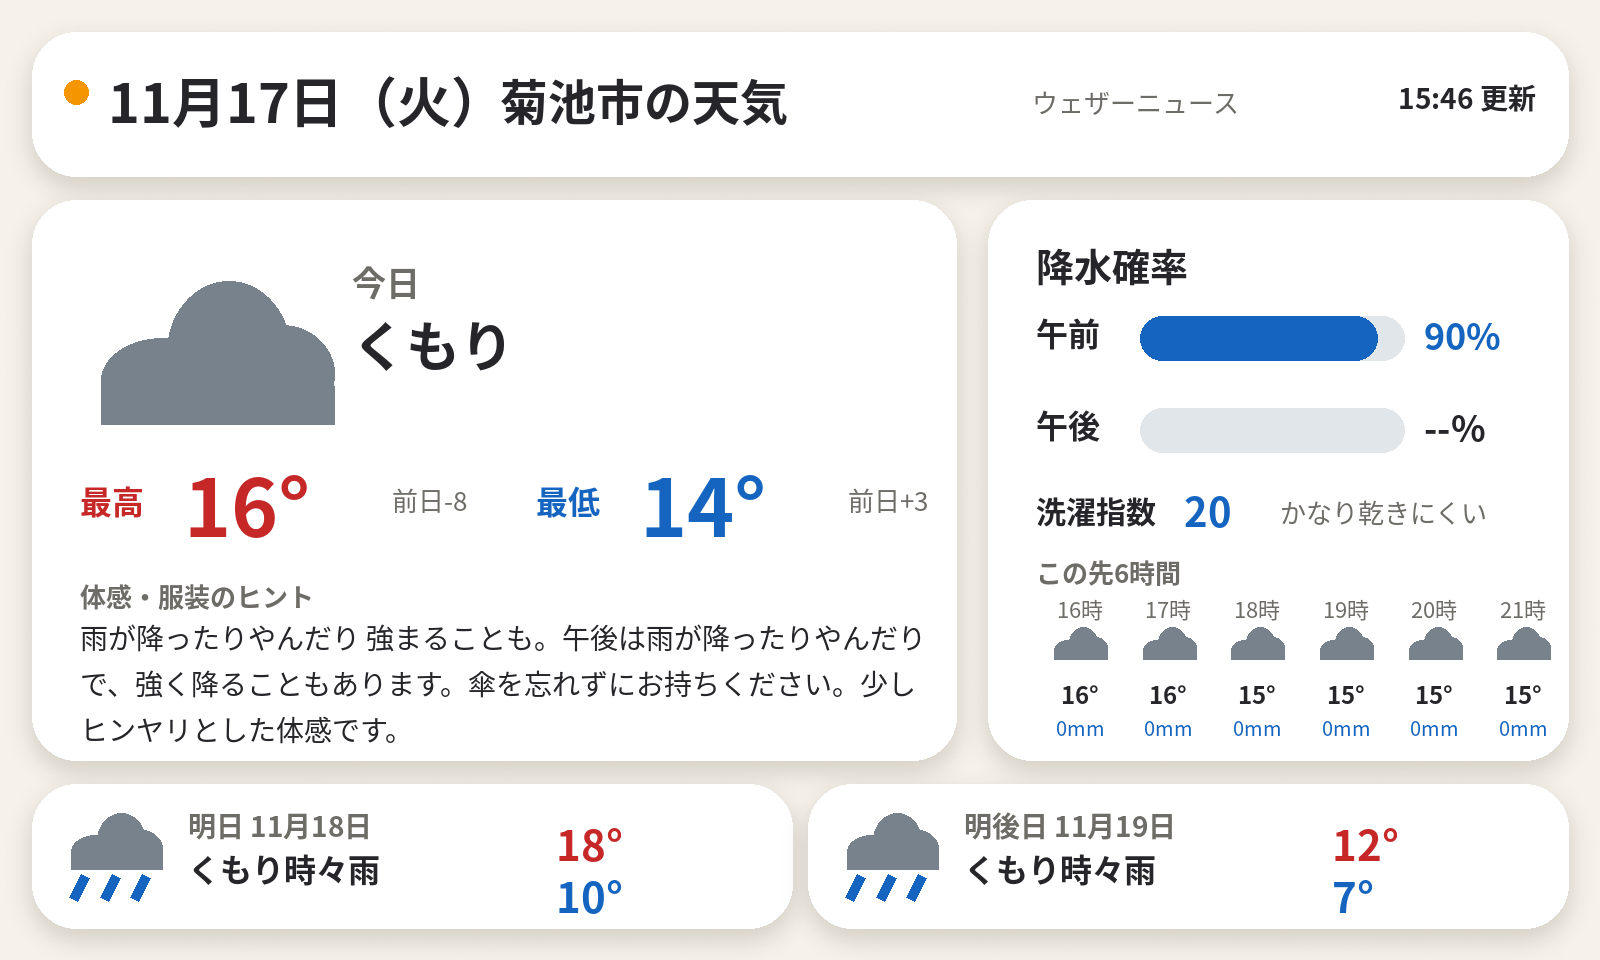 11月17日（火）菊池市の天気
ウェザーニュース
15:46 更新
今日
くもり
最高 16° 前日-8 最低 14° 前日+3
体感・服装のヒント
雨が降ったりやんだり 強まることも。午後は雨が降ったりやんだり
で、強く降ることもあります。傘を忘れずにお持ちください。少し
ヒンヤリとした体感です。
降水確率
午前 90%
午後 --%
洗濯指数 20 かなり乾きにくい
この先6時間
16時 17時 18時 19時 20時 21時
16° 16° 15° 15° 15° 15°
0mm 0mm 0mm 0mm 0mm 0mm
明日 11月18日
くもり時々雨
18°
10°
明後日 11月19日
くもり時々雨
12°
7°